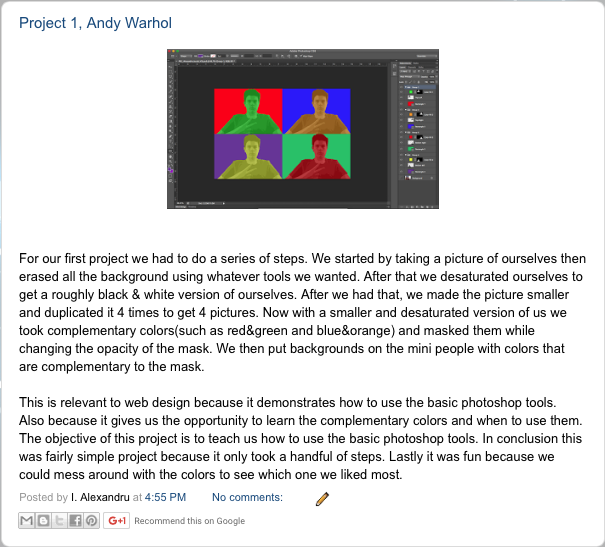 Project 1, Andy Warhol
For our first project we had to do a series of steps. We started by taking a picture of ourselves then
erased all the background using whatever tools we wanted. After that we desaturated ourselves to
get a roughly black & white version of ourselves. After we had that, we made the picture smaller
and duplicated it 4 times to get 4 pictures. Now with a smaller and desaturated version of us we
took complementary colors(such as red&green and blue&orange) and masked them while
changing the opacity of the mask. We then put backgrounds on the mini people with colors that
are complementary to the mask.
This is relevant to web design because it demonstrates how to use the basic photoshop tools.
Also because it gives us the opportunity to learn the complementary colors and when to use them.
The objective of this project is to teach us how to use the basic photoshop tools. In conclusion this
was fairly simple project because it only took a handful of steps. Lastly it was fun because we
could mess around with the colors to see which one we liked most.
Posted by I. Alexandru at 4:55 PM No comments:
G+1 Recommend this on Google